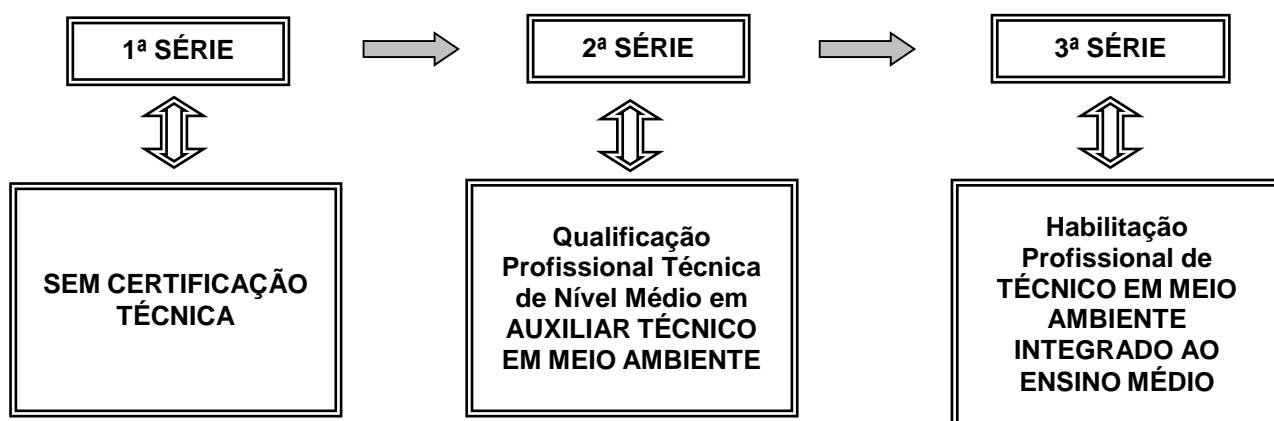 1ª SÉRIE
2ª SÉRIE
3ª SÉRIE
SEM CERTIFICAÇÃO
TÉCNICA
Qualificação
Profissional Técnica
de Nível Médio em
AUXILIAR TÉCNICO
EM MEIO AMBIENTE
Habilitação
Profissional de
TÉCNICO EM MEIO
AMBIENTE
INTEGRADO AO
ENSINO MÉDIO